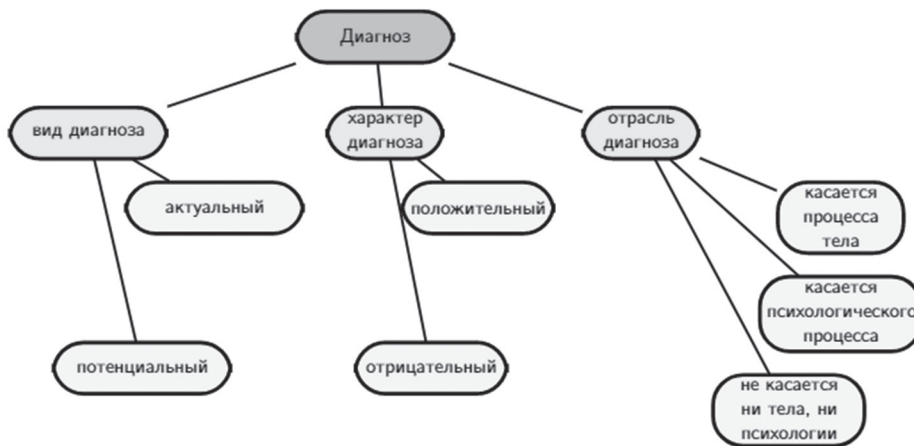 Диагноз
вид диагноза
характер
диагноза
отрасль
диагноза
актуальный
положительный
касается
процесса
тела
касается
психологического
процесса
потенциальный
отрицательный
не касается
ни тела, ни
психологии